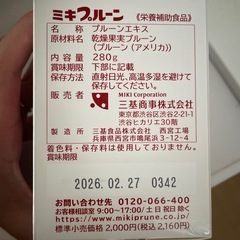 ミキプルーン 《栄養補助食品》
名称 プルーンエキス
原材料名 乾燥果実プルーン
(プルーン(アメリカ))
内容量 280g
賞味期限 下部に記載
保存方法 直射日光、高温多湿を避けて
保存してください。
販売者 MIKI Corporation
三基商事株式会社
東京都渋谷区渋谷2-21-1
渋谷ヒカリエ30階
製造所 三基食品株式会社 西宮工場
兵庫県西宮市鳴尾浜3-12-4
着色料・保存料は使用しておりません。
賞味期限
2026.02.27 0342
お問い合わせ先 0120-066-400
お客様相談室 9:00~17:00/土日祝日除く
https://www.mikiprune.co.jp
標準小売価格 2,000円(税込2,160円)